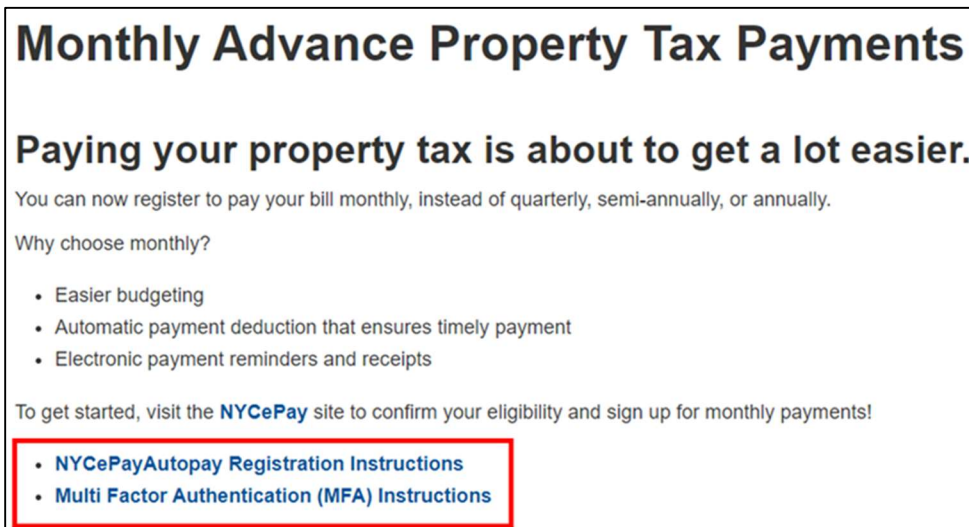 Monthly Advance Property Tax Payments
Paying your property tax is about to get a lot easier.
You can now register to pay your bill monthly, instead of quarterly, semi-annually, or annually.
Why choose monthly?
• Easier budgeting
• Automatic payment deduction that ensures timely payment
• Electronic payment reminders and receipts
To get started, visit the NYCePay site to confirm your eligibility and sign up for monthly payments!
• NYCePayAutopay Registration Instructions
• Multi Factor Authentication (MFA) Instructions